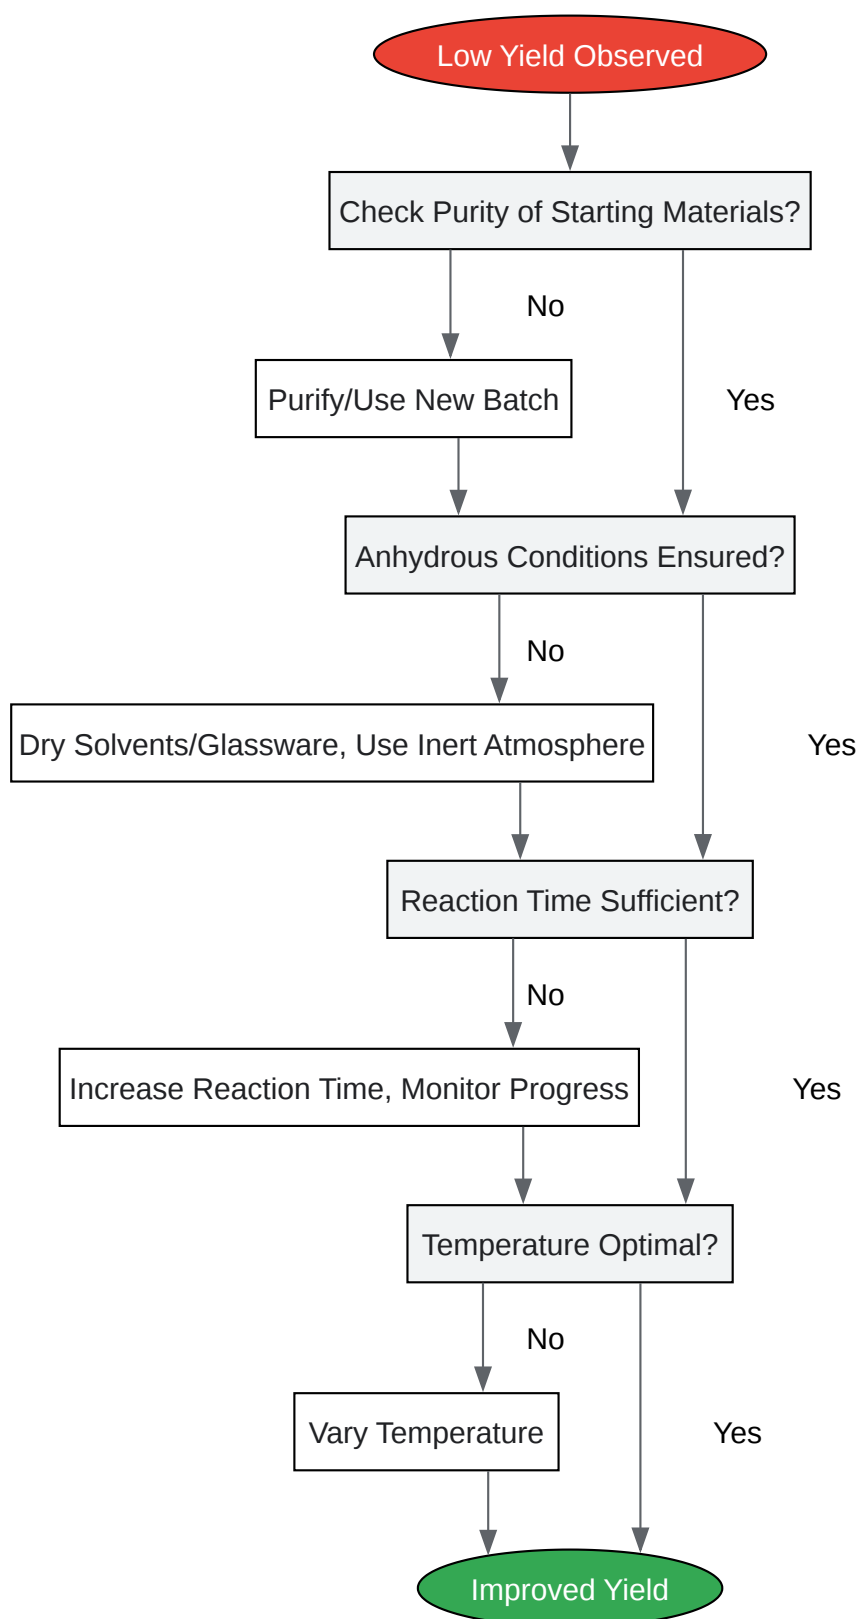 Low Yield Observed
Check Purity of Starting Materials?
No
Purify/Use New Batch
Yes
Anhydrous Conditions Ensured?
No
Dry Solvents/Glassware, Use Inert Atmosphere
Yes
Reaction Time Sufficient?
No
Increase Reaction Time, Monitor Progress
Yes
Temperature Optimal?
No
Vary Temperature
Yes
Improved Yield